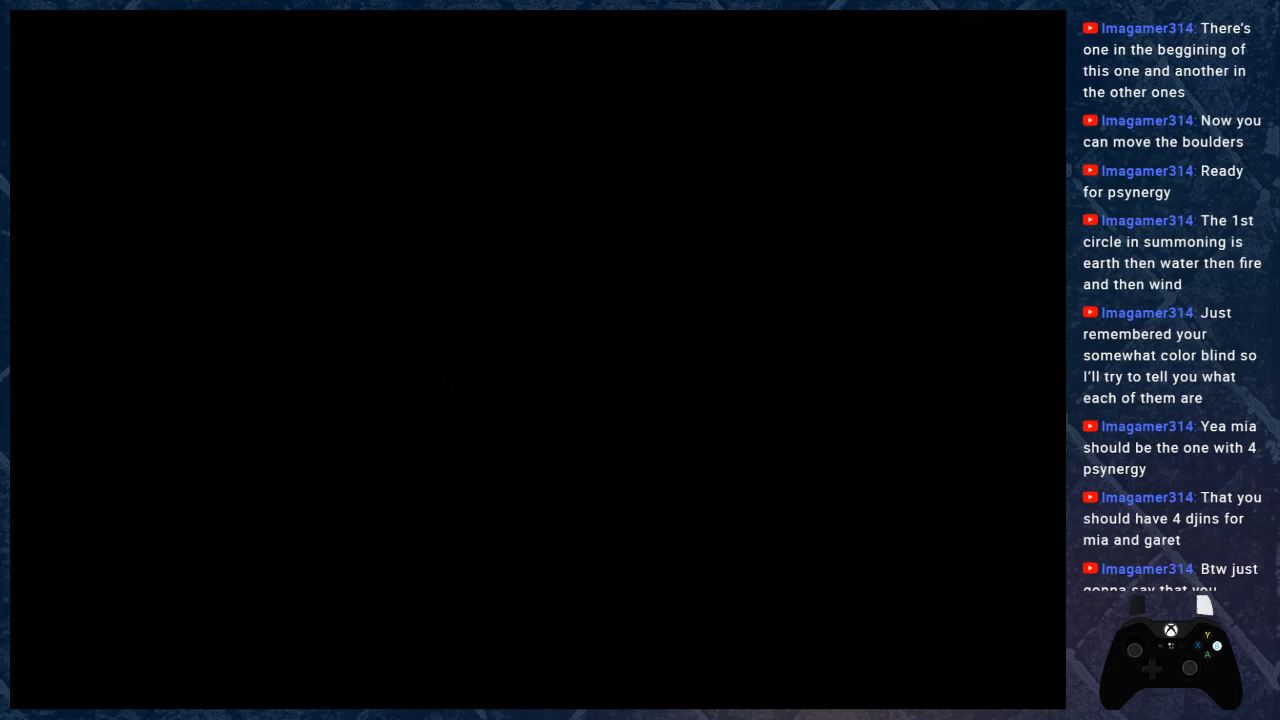 Imagamer314: There's
one in the beggining of
this one and another in
the other ones
Imagamer314: Now you
can move the boulders
Imagamer314: Ready
for psynergy
Imagamer314: The 1st
circle in summoning is
earth then water then fire
and then wind
Imagamer314: Just
remembered your
somewhat color blind so
I'll try to tell you what
each of them are
Imagamer314: Yea mia
should be the one with 4
psynergy
Imagamer314: That you
should have 4 djins for
mia and garet
Imagamer314: Btw just
gonna say that you
Y
X
A